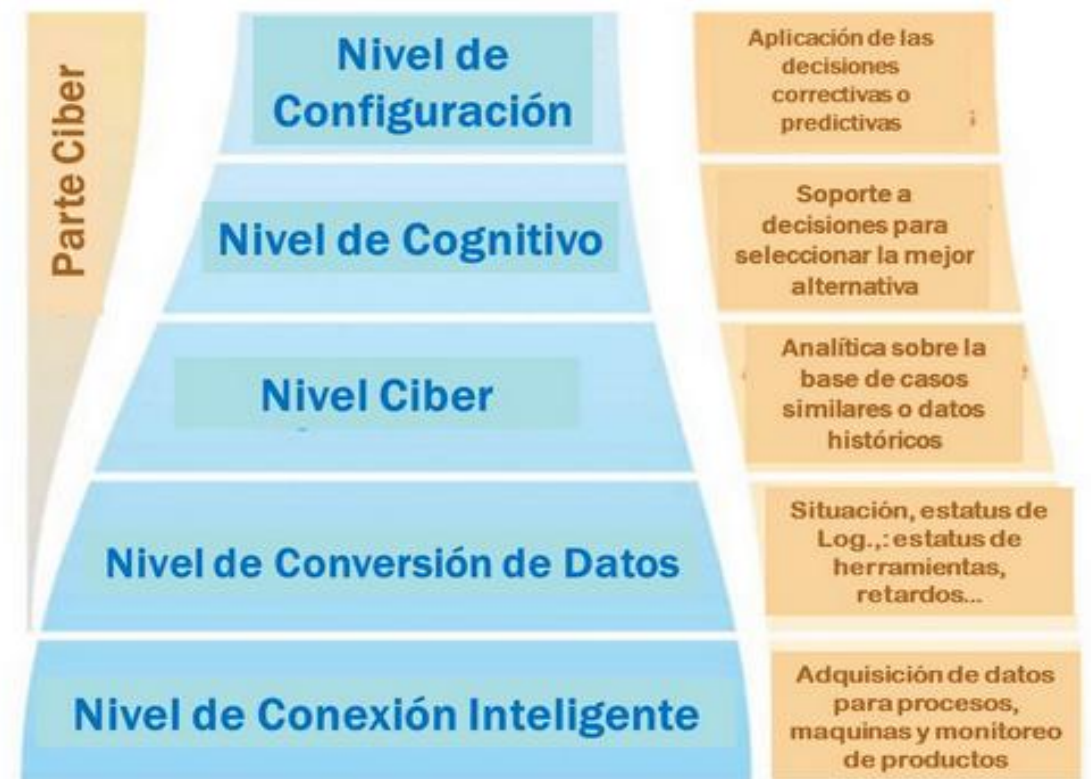 Parte Ciber
Nivel de
Configuración
Aplicación de las
decisiones
correctivas o
predictivas
Nivel de Cognitivo
Soporte a
decisiones para
seleccionar la mejor
alternativa
Nivel Ciber
Analítica sobre la
base de casos
similares o datos
históricos
Nivel de Conversión de Datos
Situación, estatus de
Log.,: estatus de
herramientas,
retardos...
Nivel de Conexión Inteligente
Adquisición de datos
para procesos,
maquinas y monitoreo
de productos